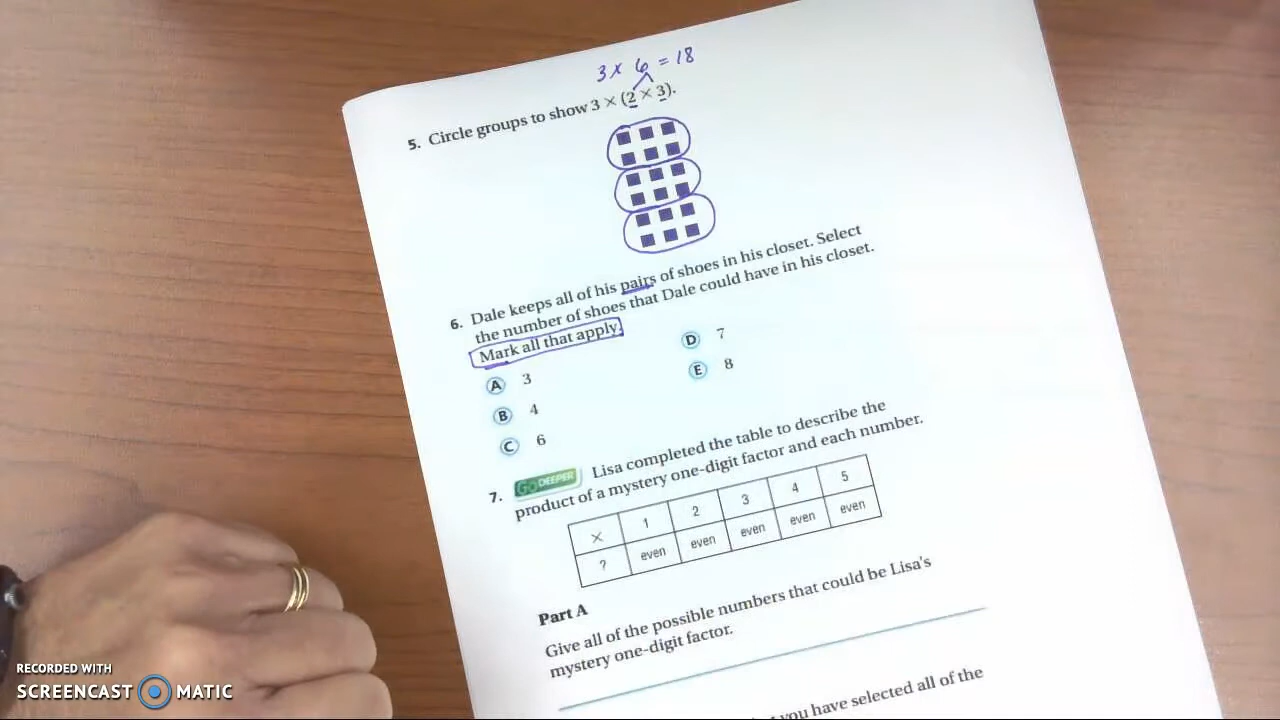 3 × 6 = 18
5. Circle groups to show 3 × (2 × 3).
6. Dale keeps all of his pairs of shoes in his closet. Select
the number of shoes that Dale could have in his closet.
Mark all that apply.
A 3
B 4
C 6
D 7
E 8
7. Go DEEPER Lisa completed the table to describe the
product of a mystery one-digit factor and each number.
× 1 2 3 4 5
? even even even even even
Part A
Give all of the possible numbers that could be Lisa's
mystery one-digit factor.
you have selected all of the
RECORDED WITH
SCREENCAST MATIC